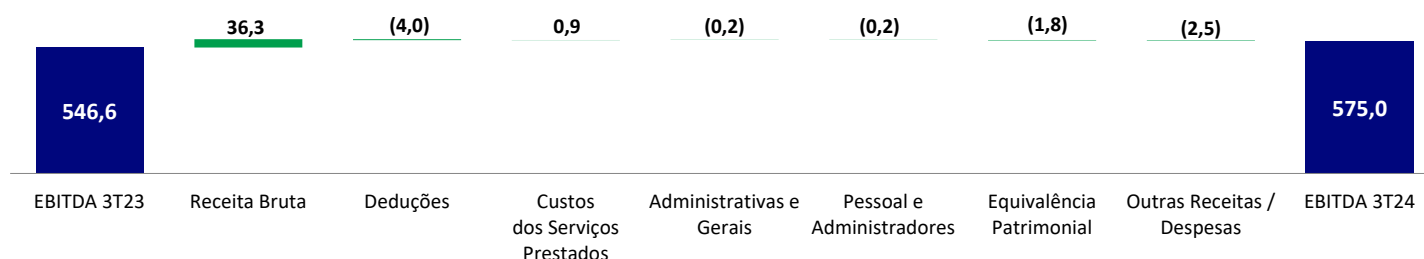 36,3
(4,0)
0,9
(0,2)
(0,2)
(1,8)
(2,5)
546,6
575,0
EBITDA 3T23
Receita Bruta
Deduções
Custos
dos Serviços
Prestados
Administrativas e
Gerais
Pessoal e
Administradores
Equivalência
Patrimonial
Outras Receitas /
Despesas
EBITDA 3T24